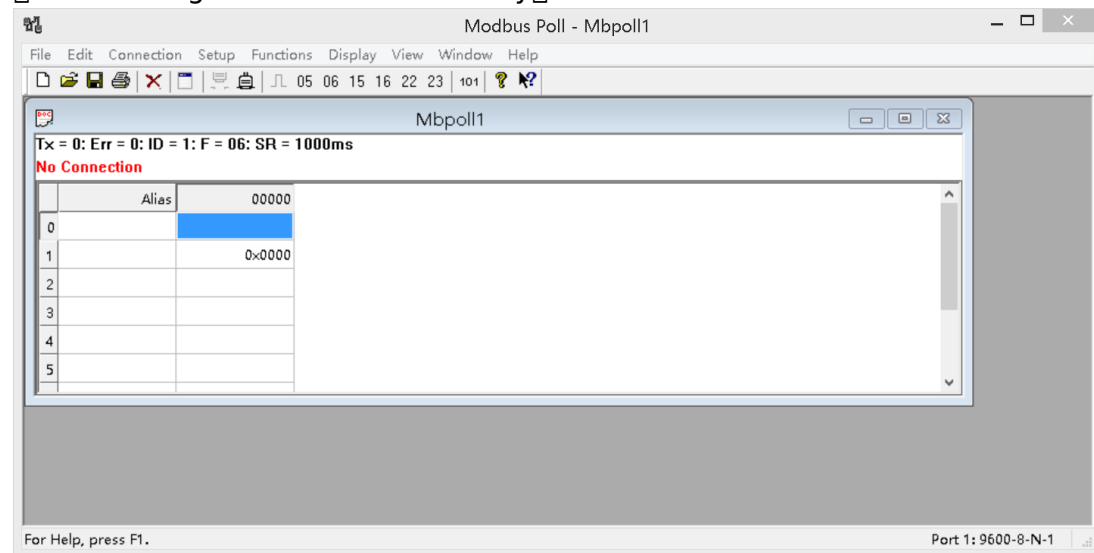 Modbus Poll - Mbpoll1
File Edit Connection Setup Functions Display View Window Help
05 06 15 16 22 23 101
Mbpoll1
Tx = 0: Err = 0: ID = 1: F = 06: SR = 1000ms
No Connection
Alias 00000
0
1 0x0000
2
3
4
5
For Help, press F1.
Port 1: 9600-8-N-1